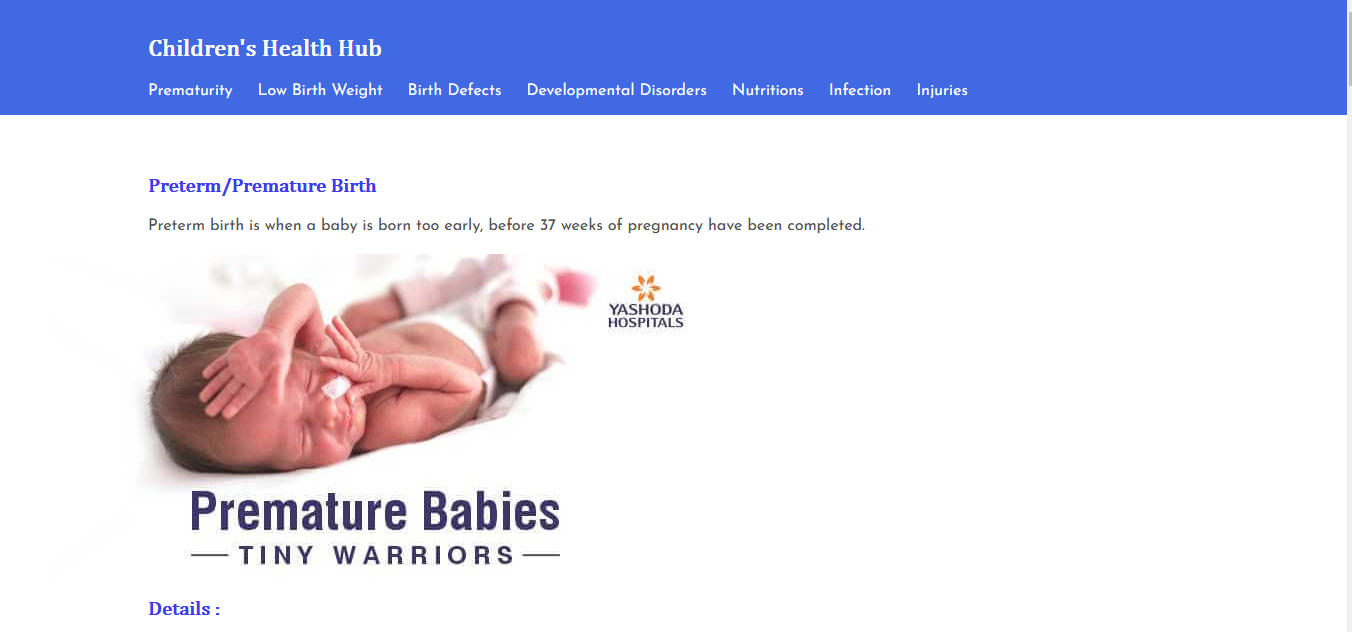 Children's Health Hub
Prematurity Low Birth Weight Birth Defects Developmental Disorders Nutritions Infection Injuries
Preterm/Premature Birth
Preterm birth is when a baby is born too early, before 37 weeks of pregnancy have been completed.
YASHODA
HOSPITALS
Premature Babies
TINY WARRIORS
Details :